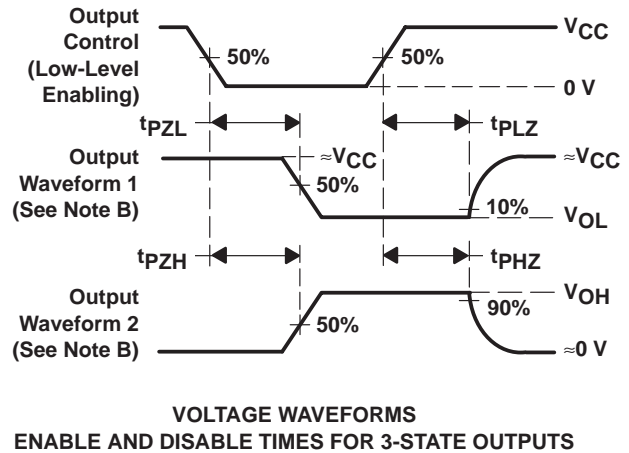 Output
Control
(Low-Level
Enabling)
50%
50%
VCC
0 V
tPZL
tPLZ
Output
Waveform 1
(See Note B)
≈VCC
50%
≈VCC
10%
VOL
tPZH
tPHZ
Output
Waveform 2
(See Note B)
50%
VOH
90%
≈0 V
VOLTAGE WAVEFORMS
ENABLE AND DISABLE TIMES FOR 3-STATE OUTPUTS